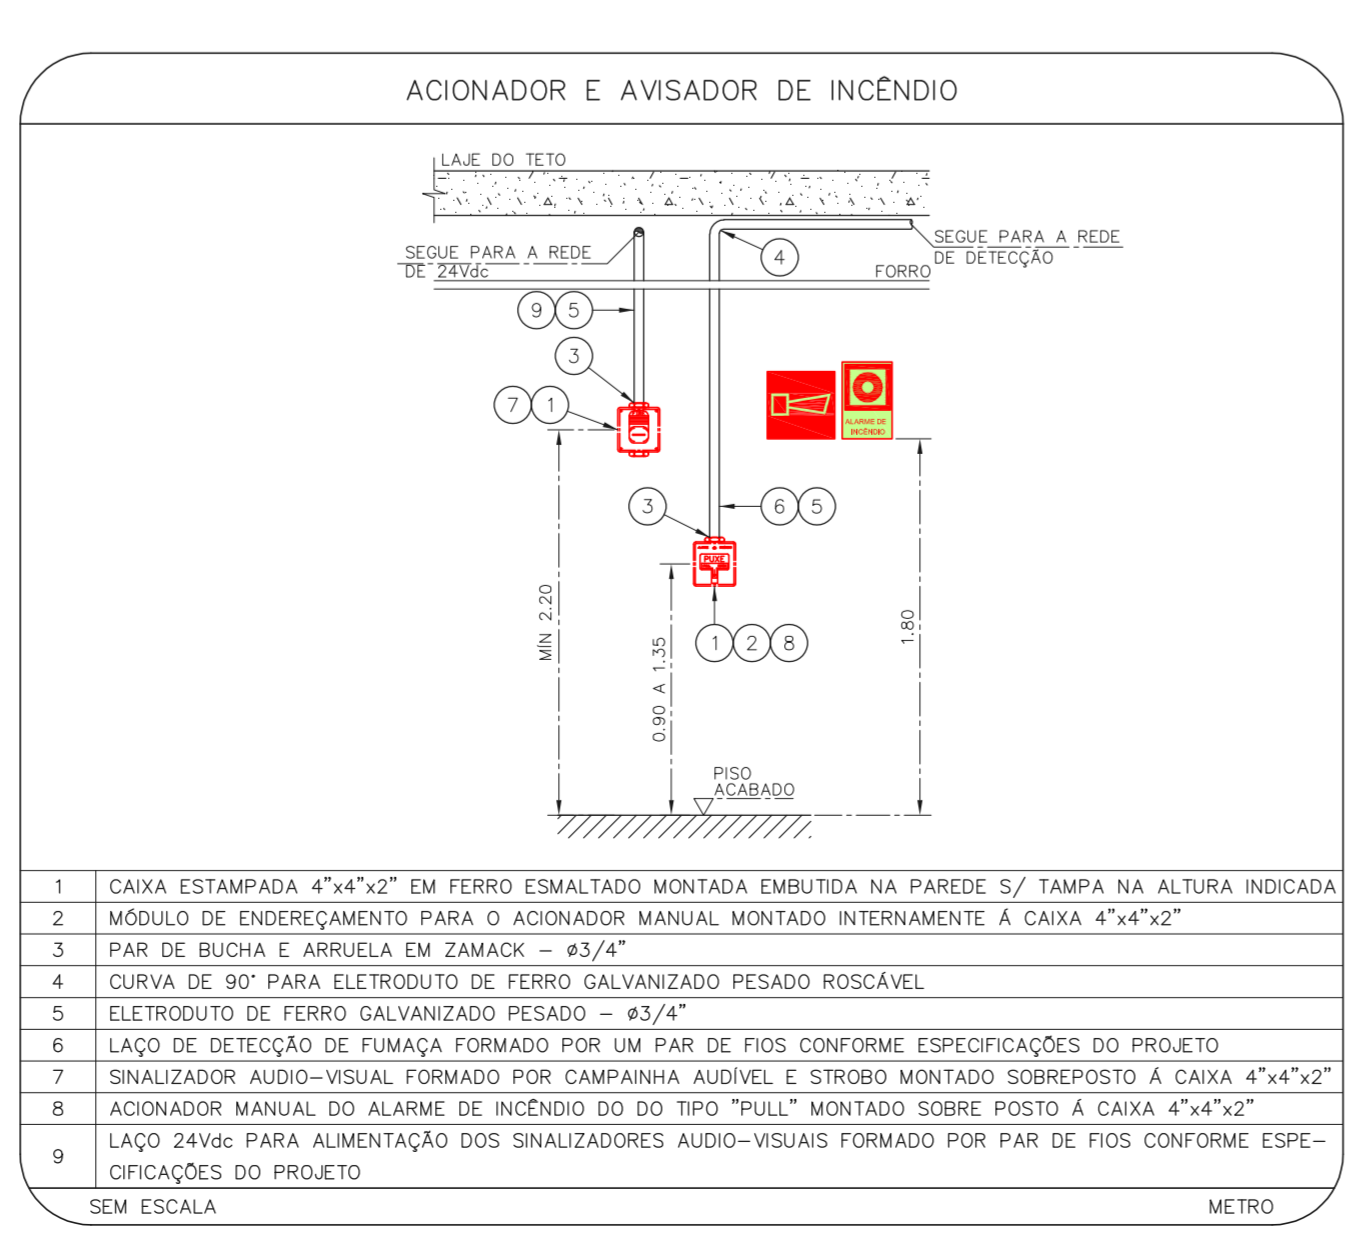 ACIONADOR E AVISADOR DE INCÊNDIO
LAJE DO TETO
SEGUE PARA A REDE
DE 24Vdc
SEGUE PARA A REDE
DE DETECÇÃO
4
FORRO
9 5
3
7 1
ALARME DE
INCÊNDIO
3
6 5
PUXE
1 2 8
MÍN 2.20
0.90 A 1.35
1.80
PISO
ACABADO
1 CAIXA ESTAMPADA 4"x4"x2" EM FERRO ESMALTADO MONTADA EMBUTIDA NA PAREDE S/ TAMPA NA ALTURA INDICADA
2 MÓDULO DE ENDEREÇAMENTO PARA O ACIONADOR MANUAL MONTADO INTERNAMENTE Á CAIXA 4"x4"x2"
3 PAR DE BUCHA E ARRUELA EM ZAMACK – ø3/4"
4 CURVA DE 90° PARA ELETRODUTO DE FERRO GALVANIZADO PESADO ROSCÁVEL
5 ELETRODUTO DE FERRO GALVANIZADO PESADO – ø3/4"
6 LAÇO DE DETECÇÃO DE FUMAÇA FORMADO POR UM PAR DE FIOS CONFORME ESPECIFICAÇÕES DO PROJETO
7 SINALIZADOR AUDIO–VISUAL FORMADO POR CAMPAINHA AUDÍVEL E STROBO MONTADO SOBREPOSTO Á CAIXA 4"x4"x2"
8 ACIONADOR MANUAL DO ALARME DE INCÊNDIO DO DO TIPO "PULL" MONTADO SOBRE POSTO Á CAIXA 4"x4"x2"
9 LAÇO 24Vdc PARA ALIMENTAÇÃO DOS SINALIZADORES AUDIO–VISUAIS FORMADO POR PAR DE FIOS CONFORME ESPE–
CIFICAÇÕES DO PROJETO
SEM ESCALA
METRO